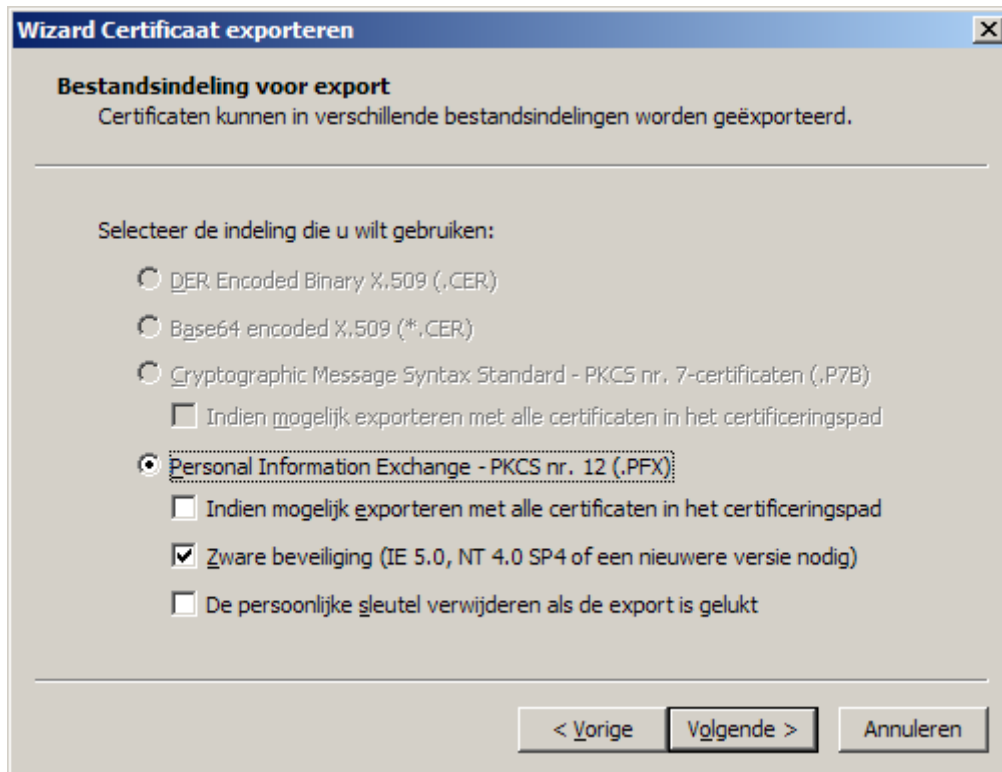 Wizard Certificaat exporteren
Bestandsindeling voor export
Certificaten kunnen in verschillende bestandsindelingen worden geëxporteerd.
Selecteer de indeling die u wilt gebruiken:
DER Encoded Binary X.509 (.CER)
Base64 encoded X.509 (*.CER)
Cryptographic Message Syntax Standard - PKCS nr. 7-certificaten (.P7B)
Indien mogelijk exporteren met alle certificaten in het certificeringspad
Personal Information Exchange - PKCS nr. 12 (.PFX)
Indien mogelijk exporteren met alle certificaten in het certificeringspad
Zware beveiliging (IE 5.0, NT 4.0 SP4 of een nieuwere versie nodig)
De persoonlijke sleutel verwijderen als de export is gelukt
< Vorige Volgende > Annuleren